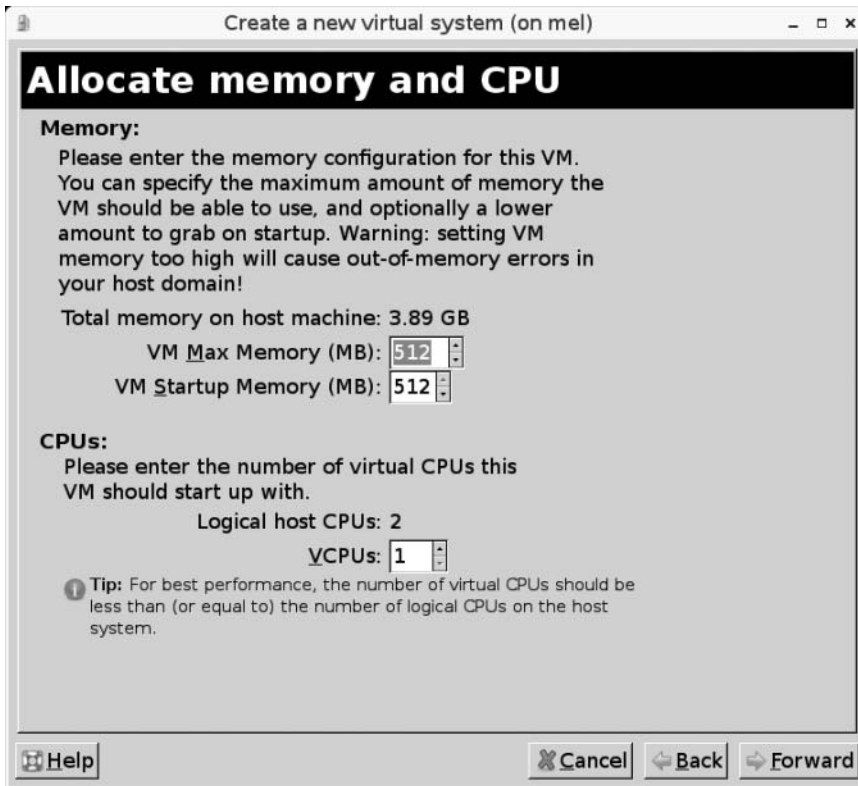 Create a new virtual system (on mel)
Allocate memory and CPU
Memory:
Please enter the memory configuration for this VM.
You can specify the maximum amount of memory the
VM should be able to use, and optionally a lower
amount to grab on startup. Warning: setting VM
memory too high will cause out-of-memory errors in
your host domain!
Total memory on host machine: 3.89 GB
VM Max Memory (MB): 512
VM Startup Memory (MB): 512
CPUs:
Please enter the number of virtual CPUs this
VM should start up with.
Logical host CPUs: 2
VCPUs: 1
Tip: For best performance, the number of virtual CPUs should be
less than (or equal to) the number of logical CPUs on the host
system.
Help Cancel Back Forward